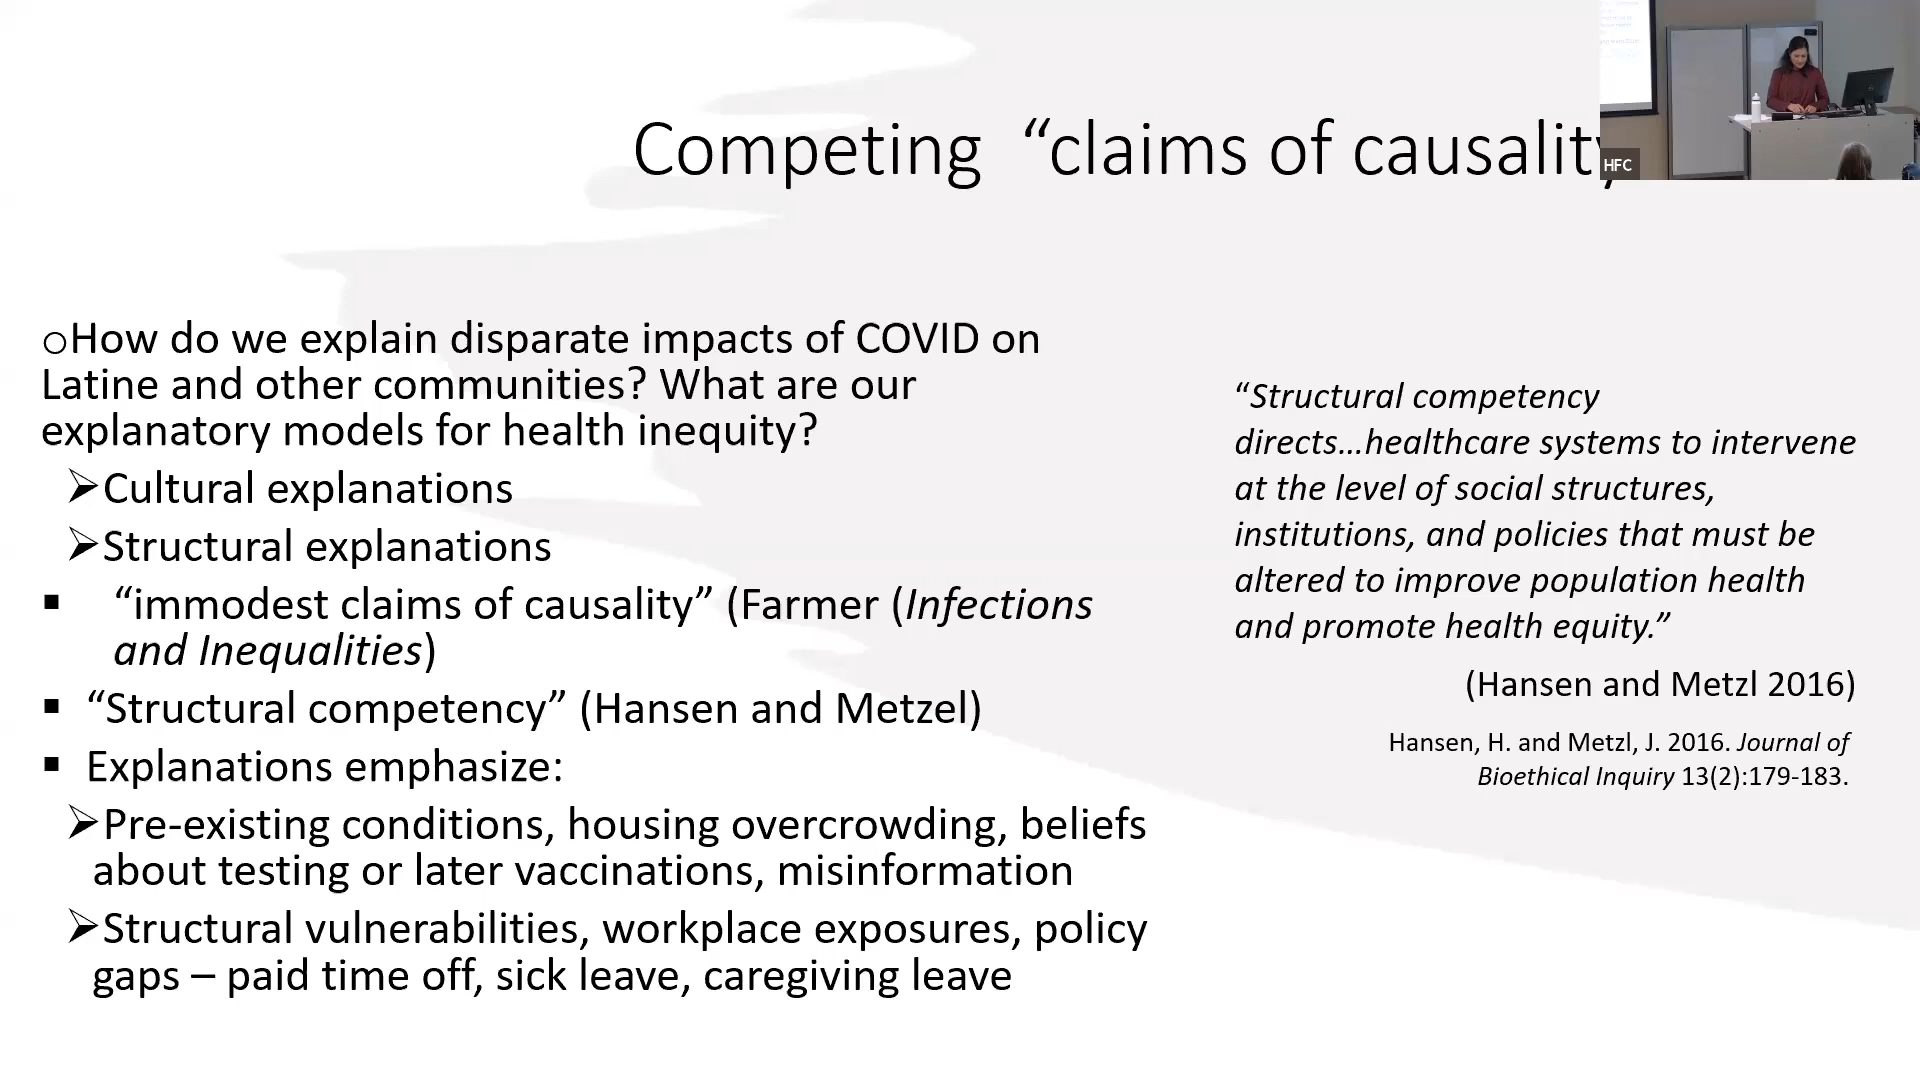 Competing “claims of causality
HFC
oHow do we explain disparate impacts of COVID on
Latine and other communities? What are our
explanatory models for health inequity?
➢Cultural explanations
➢Structural explanations
▪ “immodest claims of causality” (Farmer (Infections
and Inequalities)
▪ “Structural competency” (Hansen and Metzel)
▪ Explanations emphasize:
➢Pre-existing conditions, housing overcrowding, beliefs
about testing or later vaccinations, misinformation
➢Structural vulnerabilities, workplace exposures, policy
gaps – paid time off, sick leave, caregiving leave
“Structural competency
directs…healthcare systems to intervene
at the level of social structures,
institutions, and policies that must be
altered to improve population health
and promote health equity.”
(Hansen and Metzl 2016)
Hansen, H. and Metzl, J. 2016. Journal of
Bioethical Inquiry 13(2):179-183.